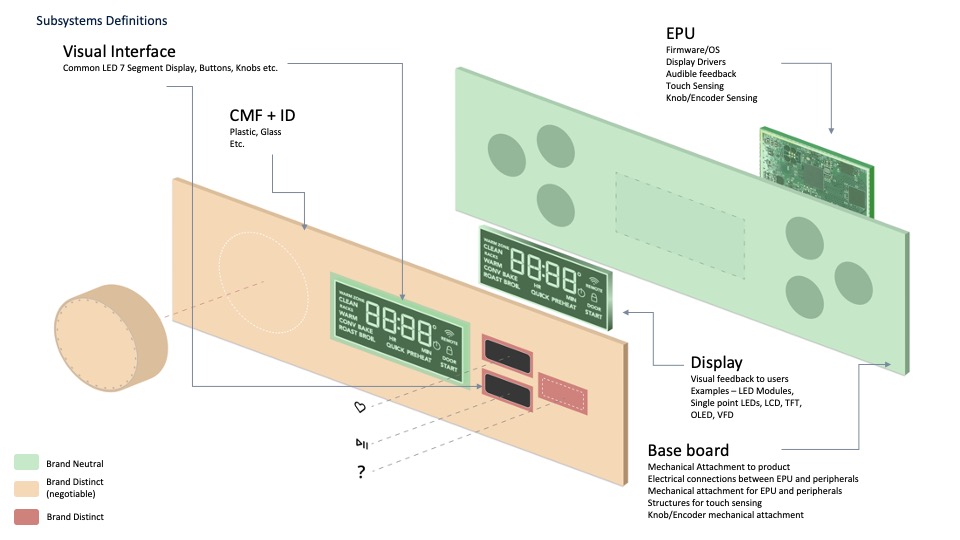 Subsystems Definitions
Visual Interface
Common LED 7 Segment Display, Buttons, Knobs etc.
CMF + ID
Plastic, Glass
Etc.
EPU
Firmware/OS
Display Drivers
Audible feedback
Touch Sensing
Knob/Encoder Sensing
WARM ZONE
CLEAN
RACKS
WARM
CONV BAKE
ROAST BROIL
88:88°
HR
MIN
QUICK PREHEAT
REMOTE
DOOR
START
WARM ZONE
CLEAN
RACKS
WARM
CONV BAKE
ROAST BROIL
88:88°
HR
MIN
QUICK PREHEAT
REMOTE
DOOR
START
?
Display
Visual feedback to users
Examples – LED Modules,
Single point LEDs, LCD, TFT,
OLED, VFD
Base board
Mechanical Attachment to product
Electrical connections between EPU and peripherals
Mechanical attachment for EPU and peripherals
Structures for touch sensing
Knob/Encoder mechanical attachment
Brand Neutral
Brand Distinct
(negotiable)
Brand Distinct